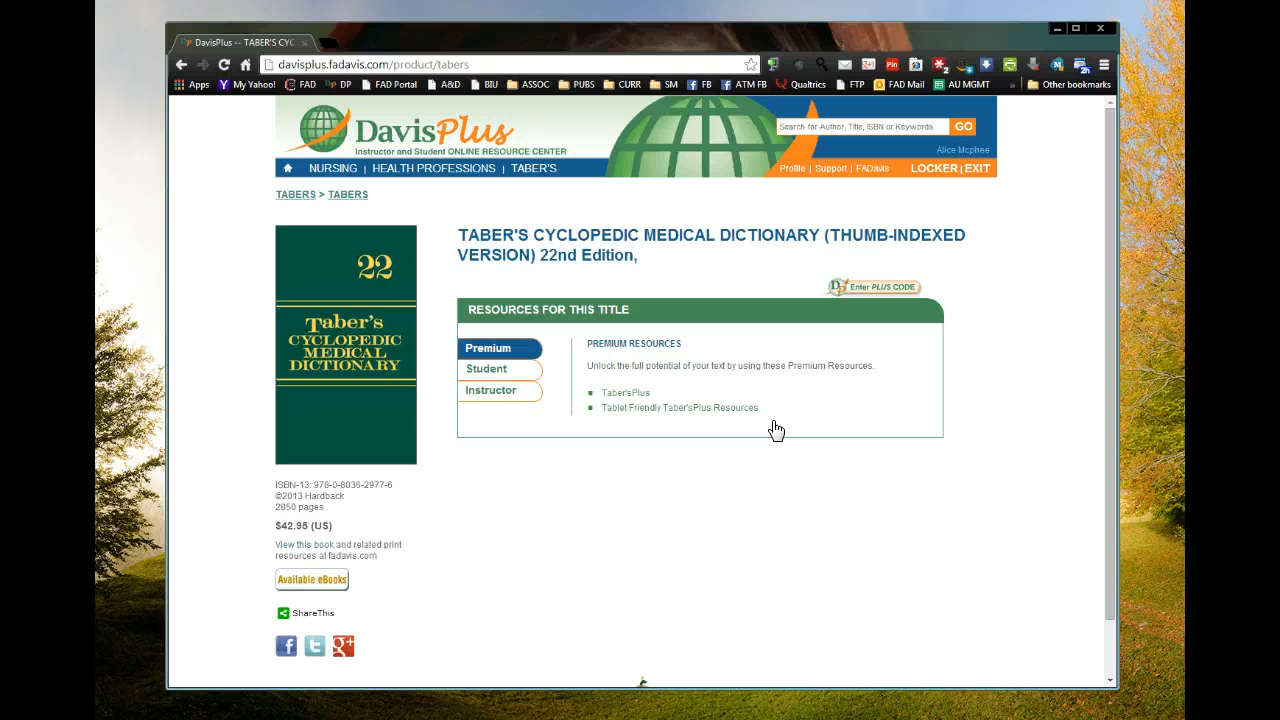 DavisPlus -- TABER'S CYC
davisplus.fadavis.com/product/tabers
Apps My Yahoo! FAD DP FAD Portal A&D BIU ASSOC PUBS CURR SM FB ATM FB Qualtrics FTP FAD Mail AU MGMT » Other bookmarks
DavisPlus
Instructor and Student ONLINE RESOURCE CENTER
Search for Author, Title, ISBN or Keywords GO
Alice Mcphee
NURSING | HEALTH PROFESSIONS | TABER'S
Profile | Support | FADavis LOCKER | EXIT
TABERS > TABERS
22
Taber's
CYCLOPEDIC
MEDICAL
DICTIONARY
TABER'S CYCLOPEDIC MEDICAL DICTIONARY (THUMB-INDEXED
VERSION) 22nd Edition,
Enter PLUS CODE
RESOURCES FOR THIS TITLE
Premium
Student
Instructor
PREMIUM RESOURCES
Unlock the full potential of your text by using these Premium Resources.
Taber'sPlus
Tablet Friendly Taber'sPlus Resources
ISBN-13: 978-0-8036-2977-6
©2013 Hardback
2850 pages
$42.95 (US)
View this book and related print
resources at fadavis.com
Available eBooks
ShareThis